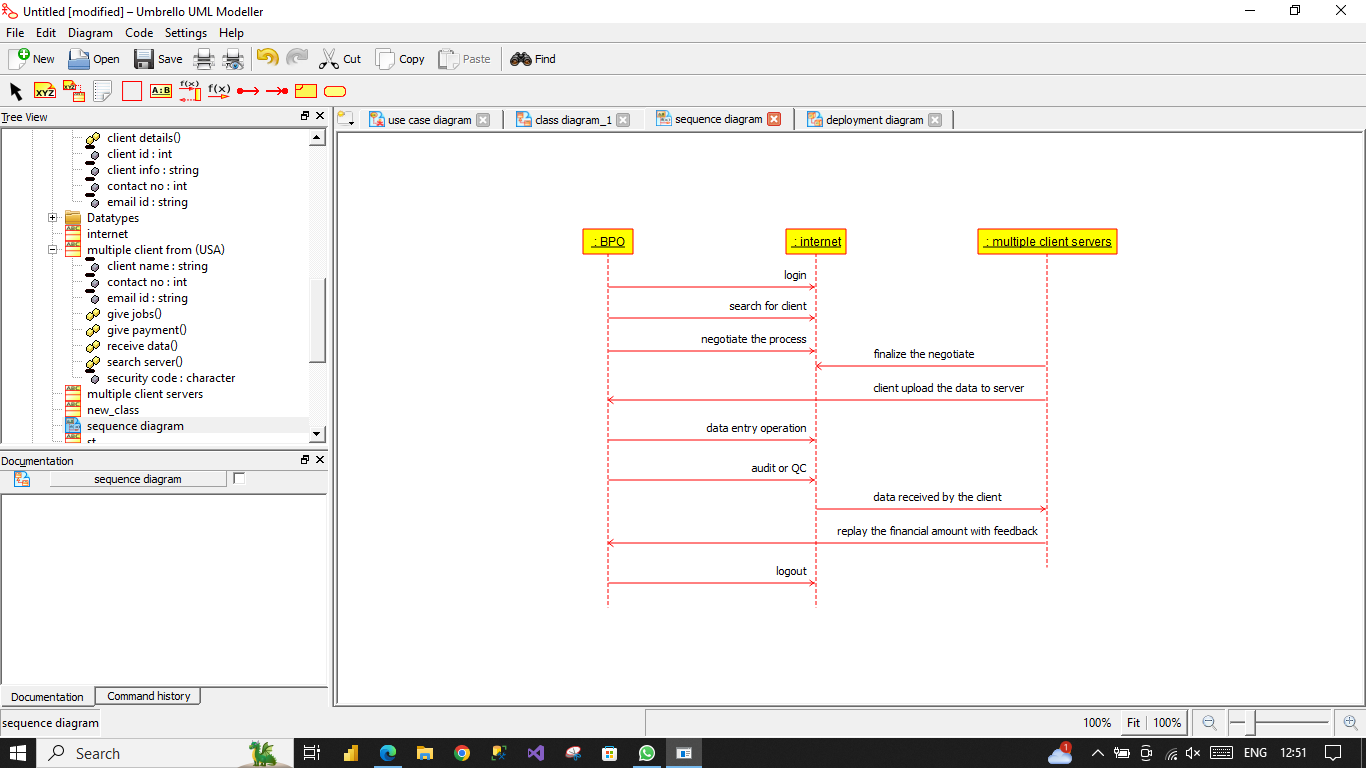 Untitled [modified] – Umbrello UML Modeller
File Edit Diagram Code Settings Help
New Open Save Cut Copy Paste Find
XYZ XYZ A:B f(x) f(x)
Tree View
use case diagram class diagram_1 sequence diagram deployment diagram
client details()
client id : int
client info : string
contact no : int
email id : string
Datatypes
internet
multiple client from (USA)
client name : string
contact no : int
email id : string
give jobs()
give payment()
receive data()
search server()
security code : character
multiple client servers
new_class
sequence diagram
st
Documentation
sequence diagram
Documentation Command history
: BPO : internet : multiple client servers
login
search for client
negotiate the process
finalize the negotiate
client upload the data to server
data entry operation
audit or QC
data received by the client
replay the financial amount with feedback
logout
sequence diagram
100% Fit 100%
Search
1
ENG 12:51